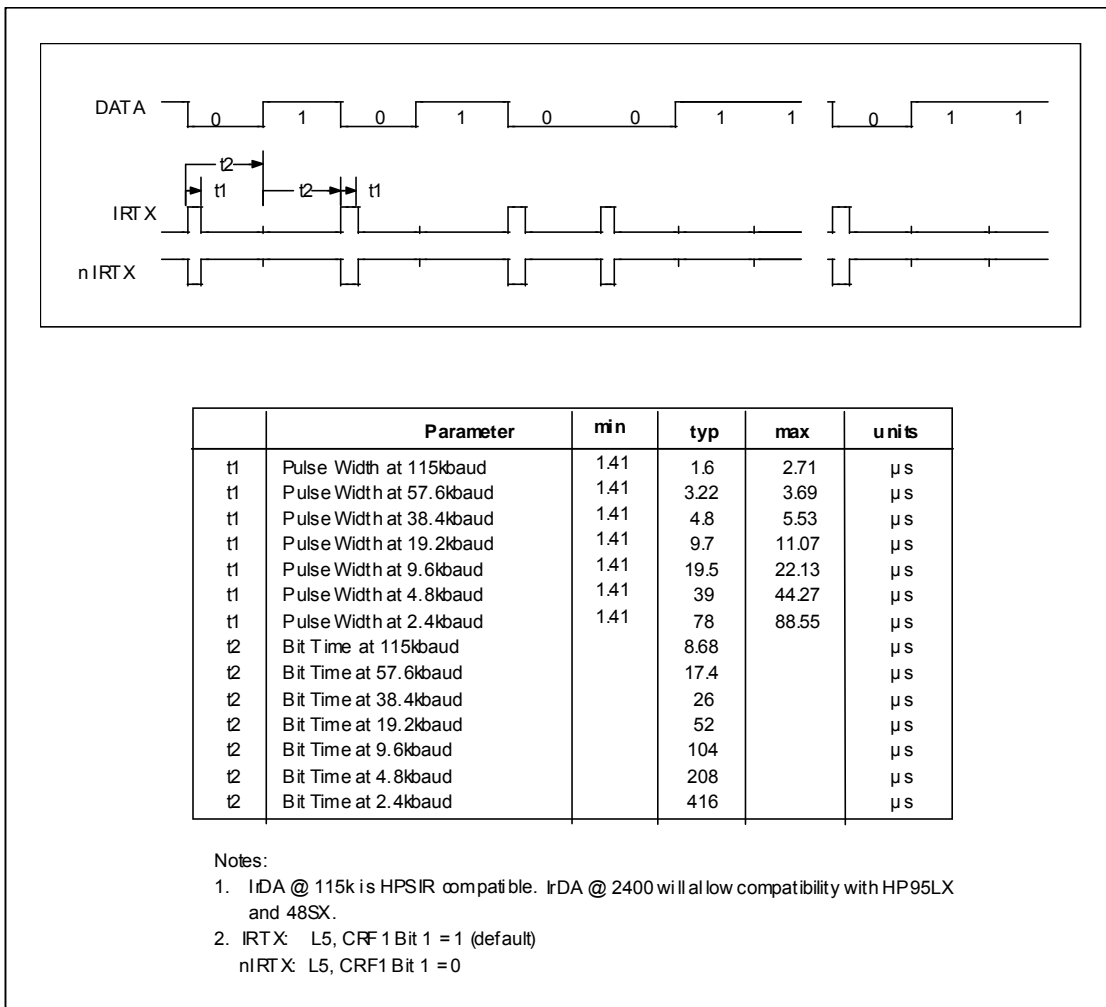 DATA 0 1 0 1 0 0 1 1 0 1 1
t2
t1 t2 t1
IRTX
nIRTX
Parameter min typ max units
t1 Pulse Width at 115kbaud 1.41 1.6 2.71 µs
t1 Pulse Width at 57.6kbaud 1.41 3.22 3.69 µs
t1 Pulse Width at 38.4kbaud 1.41 4.8 5.53 µs
t1 Pulse Width at 19.2kbaud 1.41 9.7 11.07 µs
t1 Pulse Width at 9.6kbaud 1.41 19.5 22.13 µs
t1 Pulse Width at 4.8kbaud 1.41 39 44.27 µs
t1 Pulse Width at 2.4kbaud 1.41 78 88.55 µs
t2 Bit Time at 115kbaud 8.68 µs
t2 Bit Time at 57.6kbaud 17.4 µs
t2 Bit Time at 38.4kbaud 26 µs
t2 Bit Time at 19.2kbaud 52 µs
t2 Bit Time at 9.6kbaud 104 µs
t2 Bit Time at 4.8kbaud 208 µs
t2 Bit Time at 2.4kbaud 416 µs
Notes:
1. IrDA @ 115k is HPSIR compatible. IrDA @ 2400 will allow compatibility with HP95LX
and 48SX.
2. IRTX: L5, CRF1 Bit 1 = 1 (default)
nIRTX: L5, CRF1 Bit 1 = 0